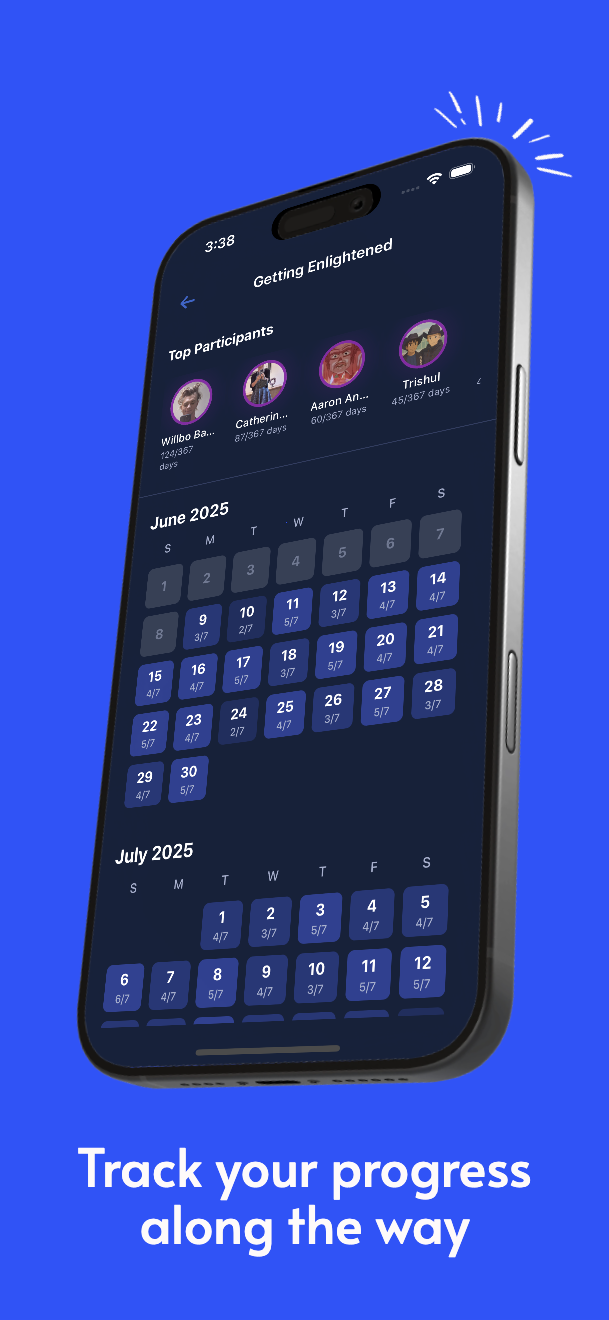 3:38
Getting Enlightened
Top Participants
Willbo Ba... Catherin... Aaron An... Trishul
124/367 days 87/367 days 60/367 days 45/367 days
June 2025
S M T W T F S
1 2 3 4 5 6 7
8 9 10 11 12 13 14
3/7 2/7 5/7 3/7 4/7 4/7
15 16 17 18 19 20 21
4/7 4/7 5/7 3/7 5/7 4/7 4/7
22 23 24 25 26 27 28
5/7 4/7 2/7 4/7 3/7 5/7 3/7
29 30
4/7 5/7
July 2025
S M T W T F S
1 2 3 4 5
4/7 3/7 5/7 4/7 4/7
6 7 8 9 10 11 12
6/7 4/7 5/7 4/7 3/7 5/7 5/7
Track your progress
along the way